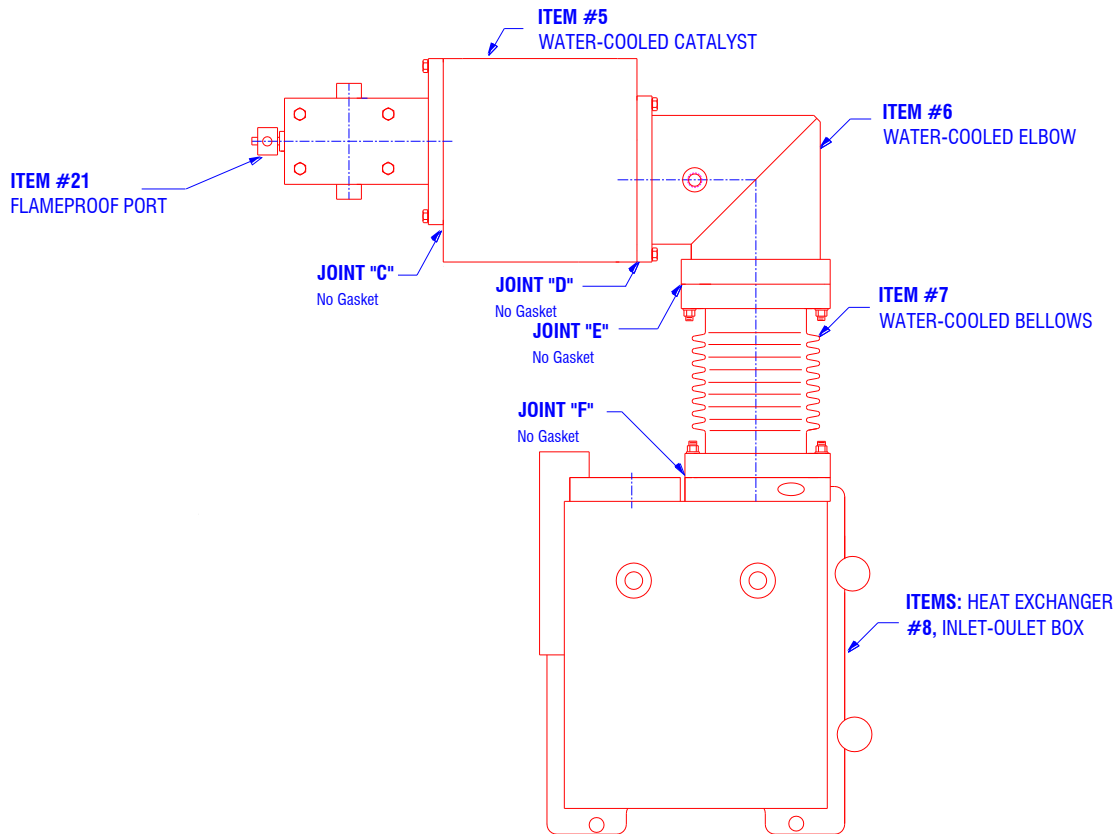 ITEM #5
WATER-COOLED CATALYST
ITEM #6
WATER-COOLED ELBOW
ITEM #21
FLAMEPROOF PORT
JOINT "C"
No Gasket
JOINT "D"
No Gasket
ITEM #7
WATER-COOLED BELLOWS
JOINT "E"
No Gasket
JOINT "F"
No Gasket
ITEMS: HEAT EXCHANGER
#8, INLET-OULET BOX